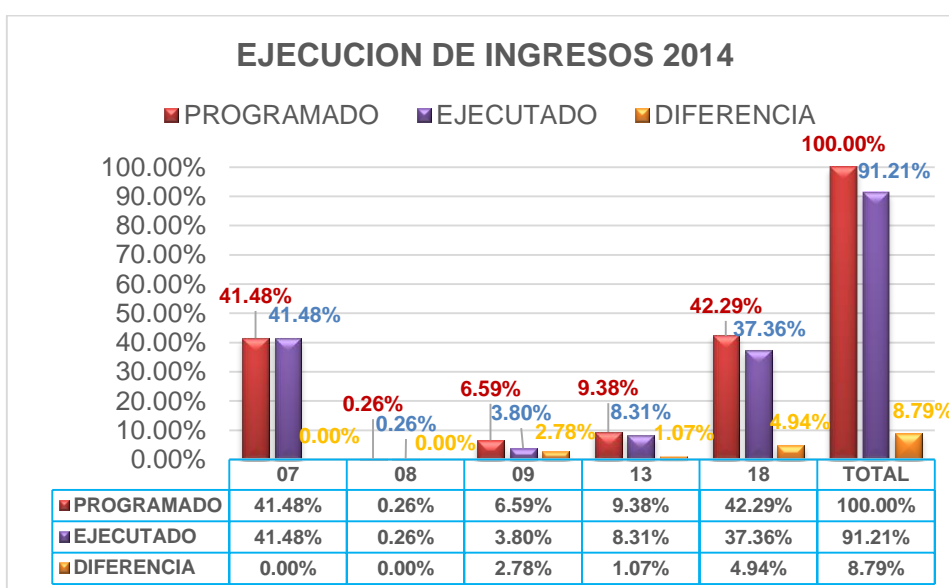 EJECUCION DE INGRESOS 2014
PROGRAMADO EJECUTADO DIFERENCIA
100.00%
90.00%
80.00%
70.00%
60.00%
50.00%
40.00%
30.00%
20.00%
10.00%
0.00%
41.48% 41.48% 0.00%
0.26% 0.26% 0.00%
6.59% 3.80% 2.78%
9.38% 8.31% 1.07%
42.29% 37.36% 4.94%
100.00% 91.21% 8.79%
07 08 09 13 18 TOTAL
PROGRAMADO 41.48% 0.26% 6.59% 9.38% 42.29% 100.00%
EJECUTADO 41.48% 0.26% 3.80% 8.31% 37.36% 91.21%
DIFERENCIA 0.00% 0.00% 2.78% 1.07% 4.94% 8.79%